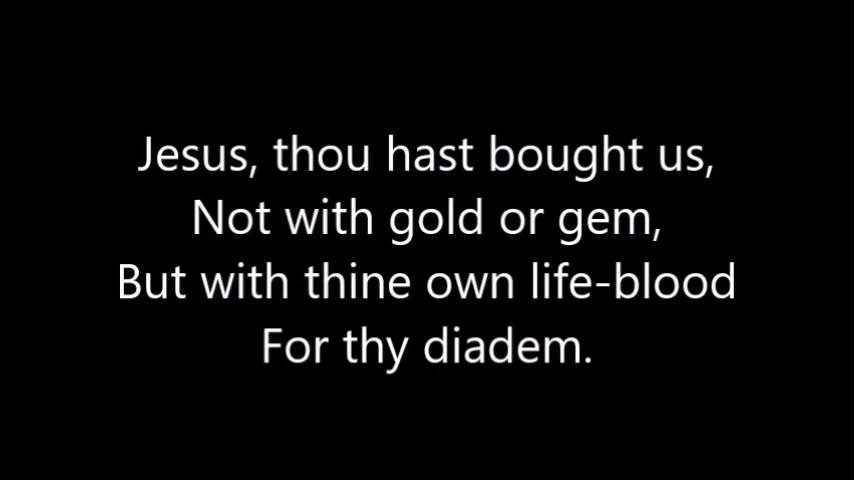 Jesus, thou hast bought us,
Not with gold or gem,
But with thine own life-blood
For thy diadem.